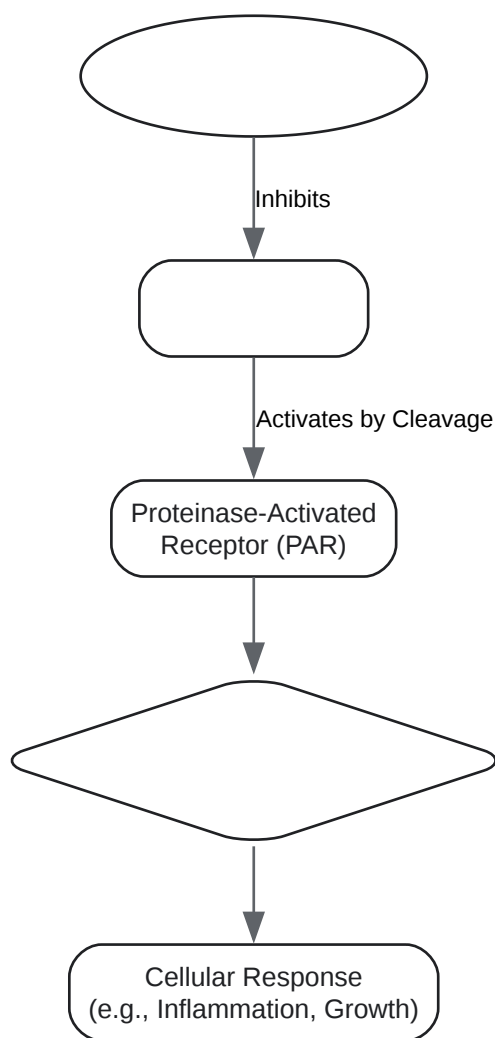 Inhibits
Activates by Cleavage
Proteinase-Activated
Receptor (PAR)
Cellular Response
(e.g., Inflammation, Growth)